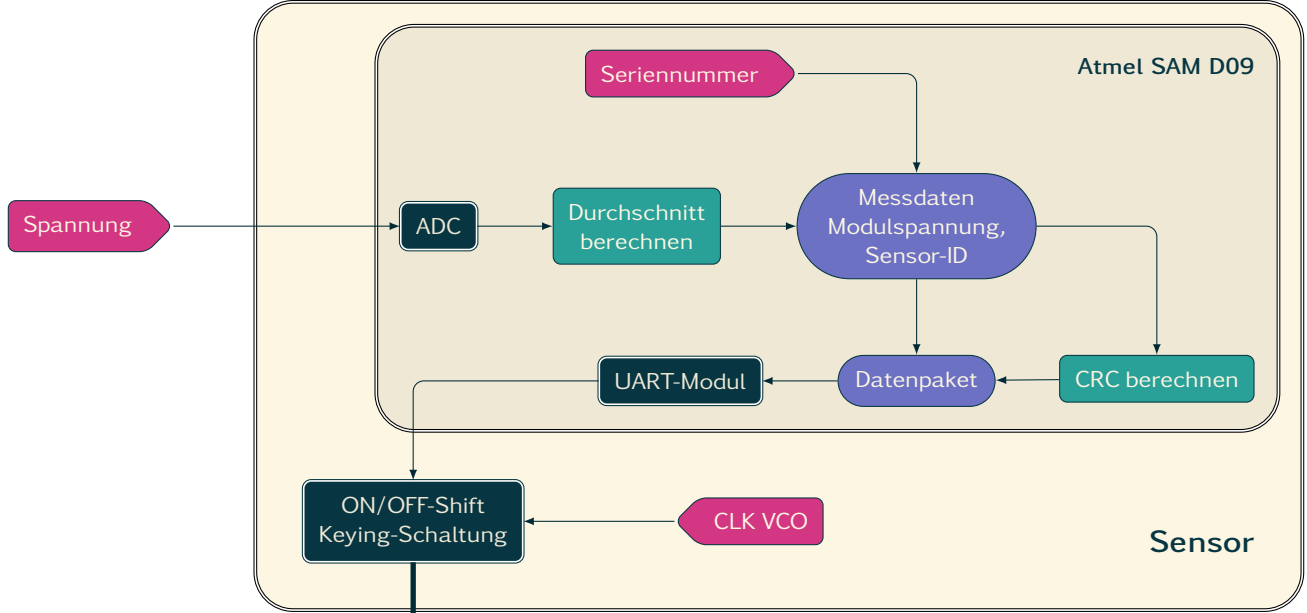 Seriennummer
Atmel SAM D09
Spannung
ADC
Durchschnitt
berechnen
Messdaten
Modulspannung,
Sensor-ID
UART-Modul
Datenpaket
CRC berechnen
ON/OFF-Shift
Keying-Schaltung
CLK VCO
Sensor